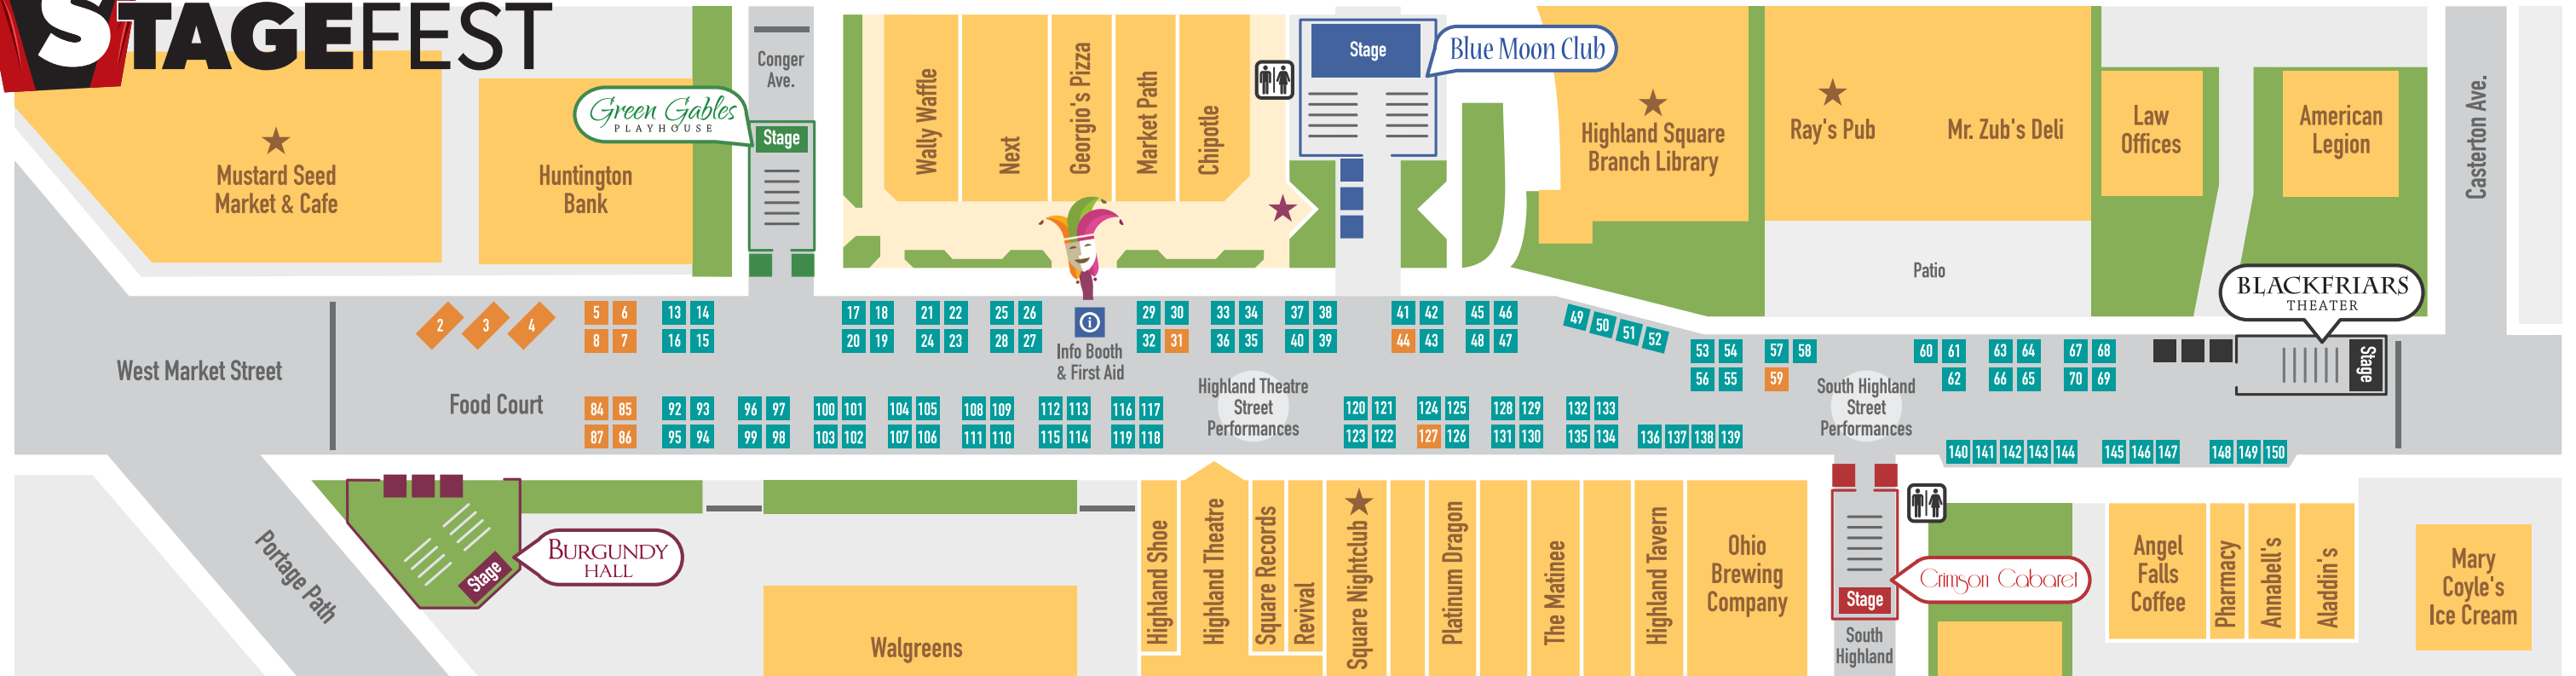 STAGEFEST
Conger
Ave.
Green Gables
PLAYHOUSE
Stage
Mustard Seed
Market & Cafe
Huntington
Bank
Wally Waffle
Next
Georgio's Pizza
Market Path
Chipotle
Stage
Blue Moon Club
Highland Square
Branch Library
Ray's Pub
Mr. Zub's Deli
Law
Offices
American
Legion
Casterton Ave.
Patio
BLACKFRIARS
THEATER
Stage
West Market Street
Food Court
2
3
4
5 6
8 7
13 14
16 15
17 18
20 19
21 22
24 23
25 26
28 27
Info Booth
& First Aid
29 30
32 31
33 34
36 35
37 38
40 39
41 42
44 43
45 46
48 47
49 50 51 52
53 54
56 55
57 58
59
60 61
62
63 64
66 65
67 68
70 69
84 85
87 86
92 93
95 94
96 97
99 98
100 101
103 102
104 105
107 106
108 109
111 110
112 113
115 114
116 117
119 118
Highland Theatre
Street
Performances
120 121
123 122
124 125
127 126
128 129
131 130
132 133
135 134
136 137 138 139
South Highland
Street
Performances
140 141 142 143 144
145 146 147
148 149 150
Portage Path
Stage
BURGUNDY
HALL
Walgreens
Highland Shoe
Highland Theatre
Square Records
Revival
Square Nightclub
Platinum Dragon
The Matinee
Highland Tavern
Ohio
Brewing
Company
Stage
Crimson Cabaret
South
Highland
Angel
Falls
Coffee
Pharmacy
Annabell's
Aladdin's
Mary
Coyle's
Ice Cream